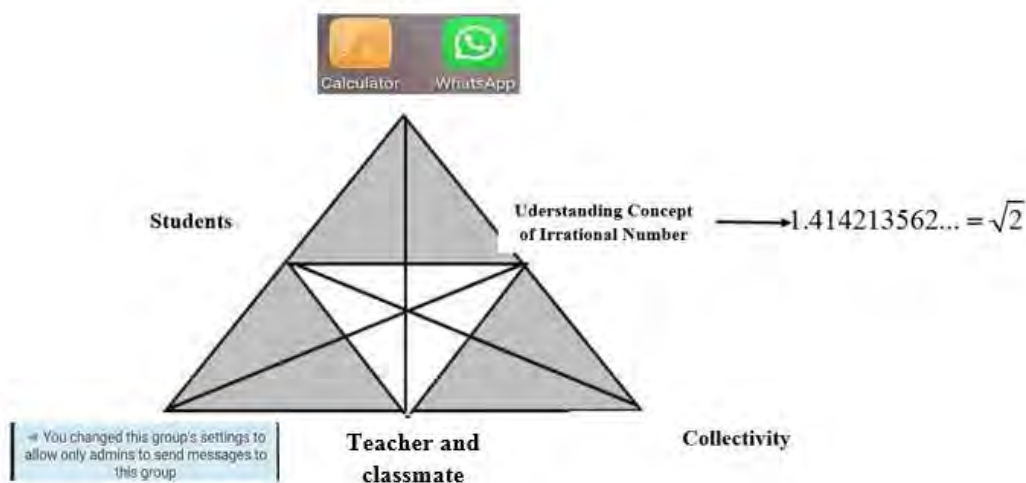 Calculator WhatsApp
Students
Uderstanding Concept
of Irrational Number
1.414213562... = √2
You changed this group's settings to
allow only admins to send messages to
this group
Teacher and
classmate
Collectivity